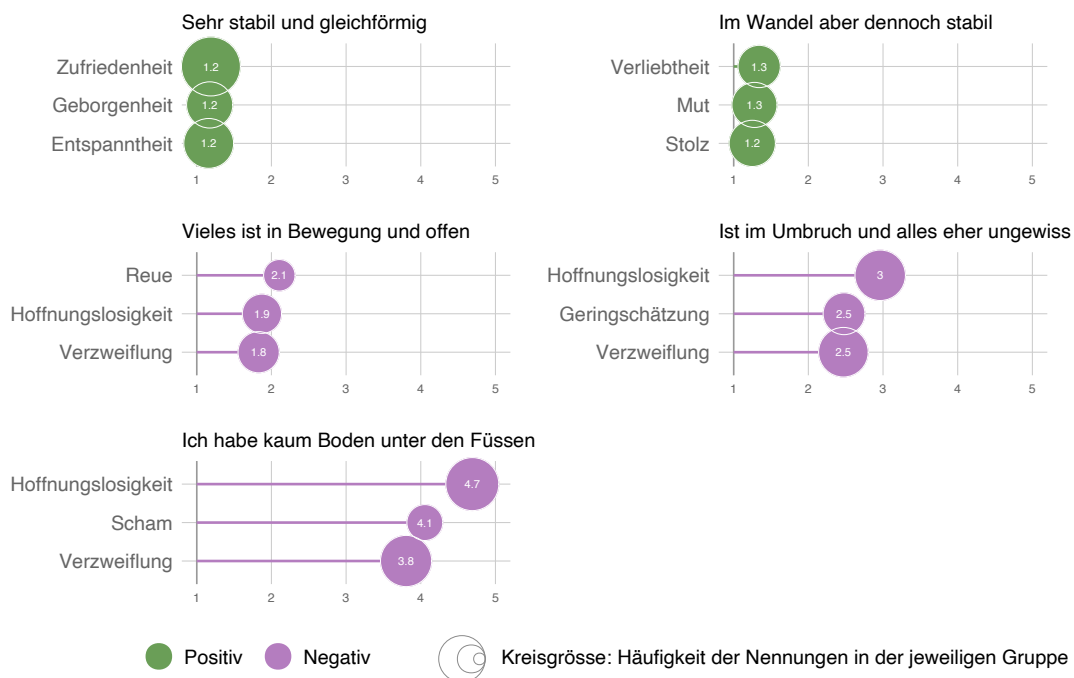 Sehr stabil und gleichförmig
Zufriedenheit 1.2
Geborgenheit 1.2
Entspanntheit 1.2
1 2 3 4 5
Im Wandel aber dennoch stabil
Verliebtheit 1.3
Mut 1.3
Stolz 1.2
1 2 3 4 5
Vieles ist in Bewegung und offen
Reue 2.1
Hoffnungslosigkeit 1.9
Verzweiflung 1.8
1 2 3 4 5
Ist im Umbruch und alles eher ungewiss
Hoffnungslosigkeit 3
Geringschätzung 2.5
Verzweiflung 2.5
1 2 3 4 5
Ich habe kaum Boden unter den Füssen
Hoffnungslosigkeit 4.7
Scham 4.1
Verzweiflung 3.8
1 2 3 4 5
Positiv Negativ Kreisgrösse: Häufigkeit der Nennungen in der jeweiligen Gruppe